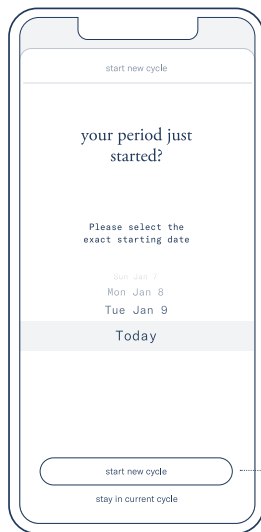 start new cycle
your period just
started?
Please select the
exact starting date
Sun Jan 7
Mon Jan 8
Tue Jan 9
Today
start new cycle
stay in current cycle